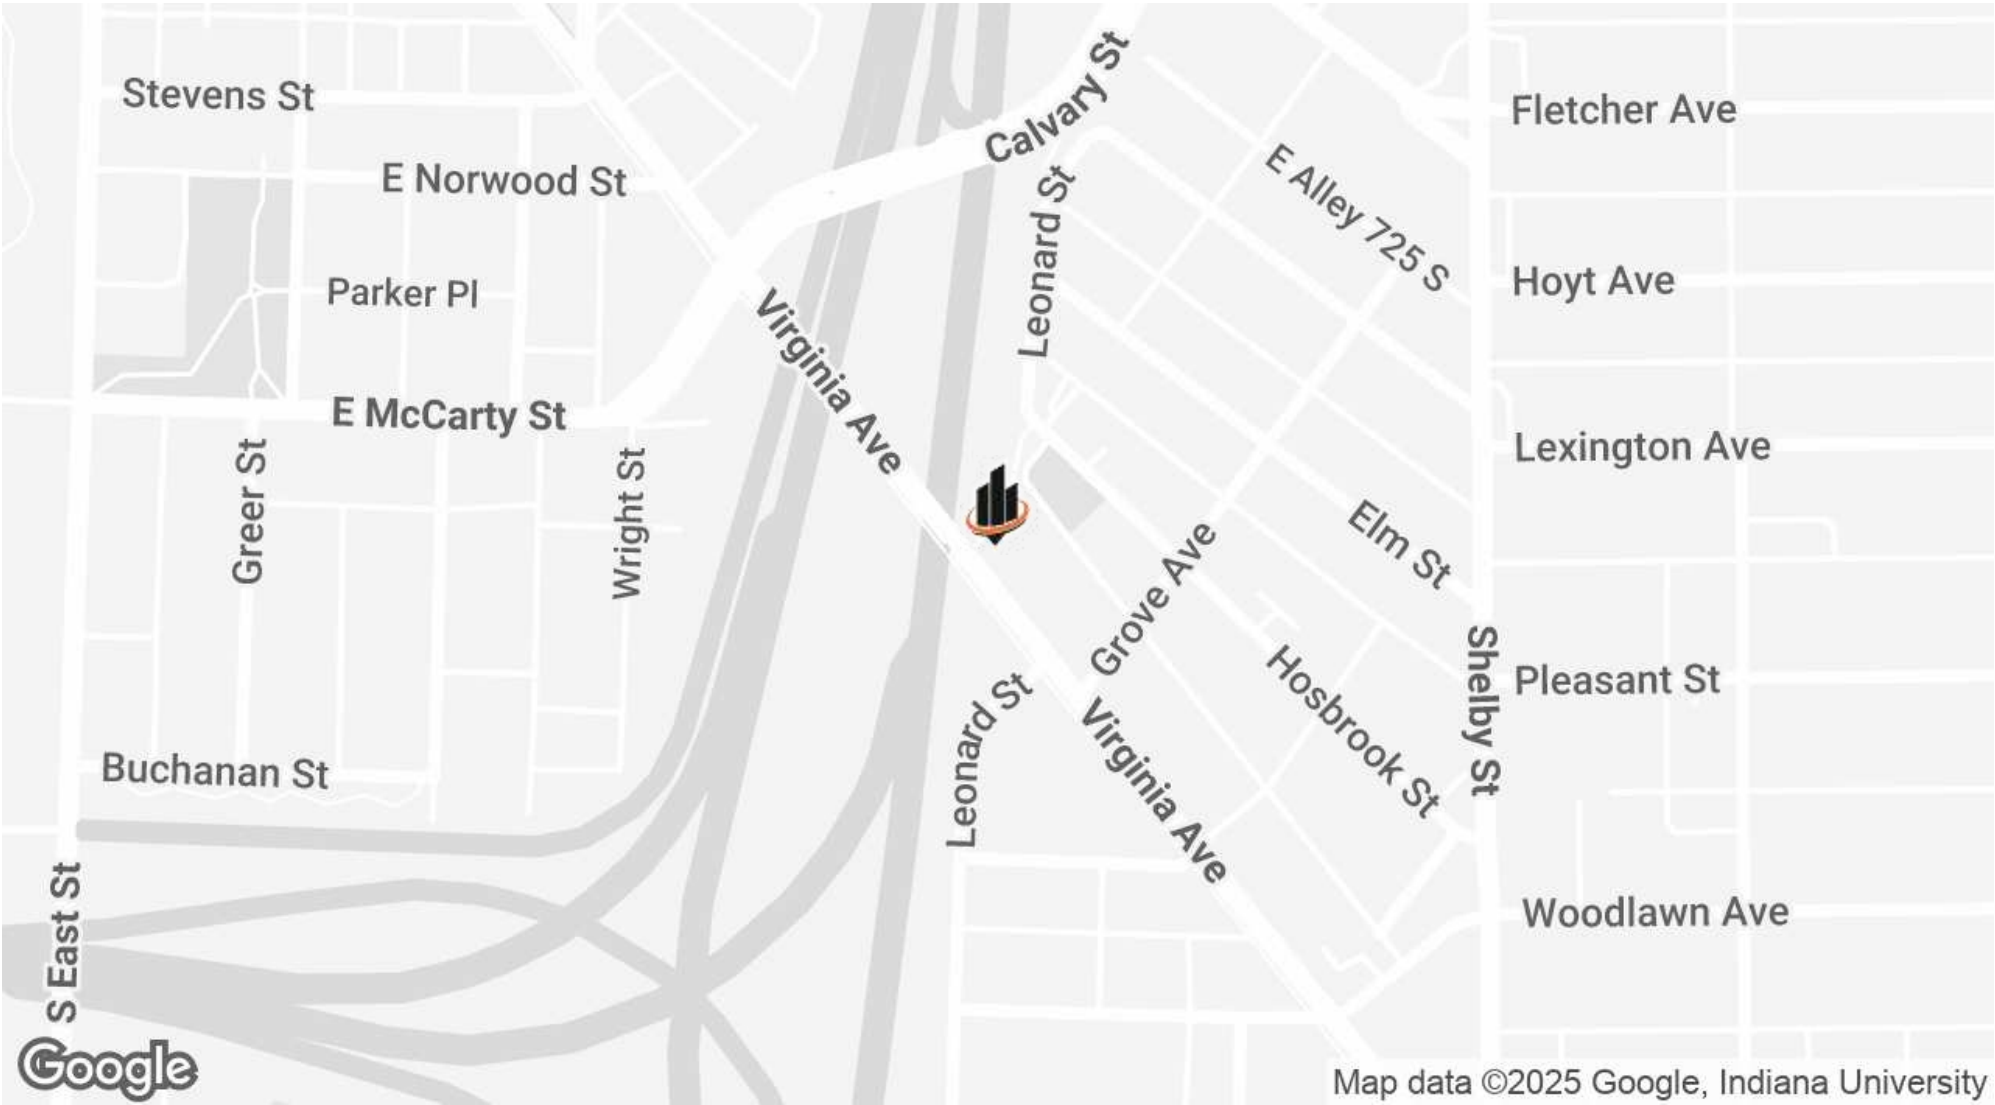 Stevens St
Calvary St
Fletcher Ave
E Norwood St
E Alley 725 S
Leonard St
Parker Pl
Hoyt Ave
Virginia Ave
E McCarty St
Lexington Ave
Greer St
Wright St
Elm St
Grove Ave
Hosbrook St
Shelby St
Pleasant St
Leonard St
Virginia Ave
Buchanan St
S East St
Woodlawn Ave
Google
Map data ©2025 Google, Indiana University